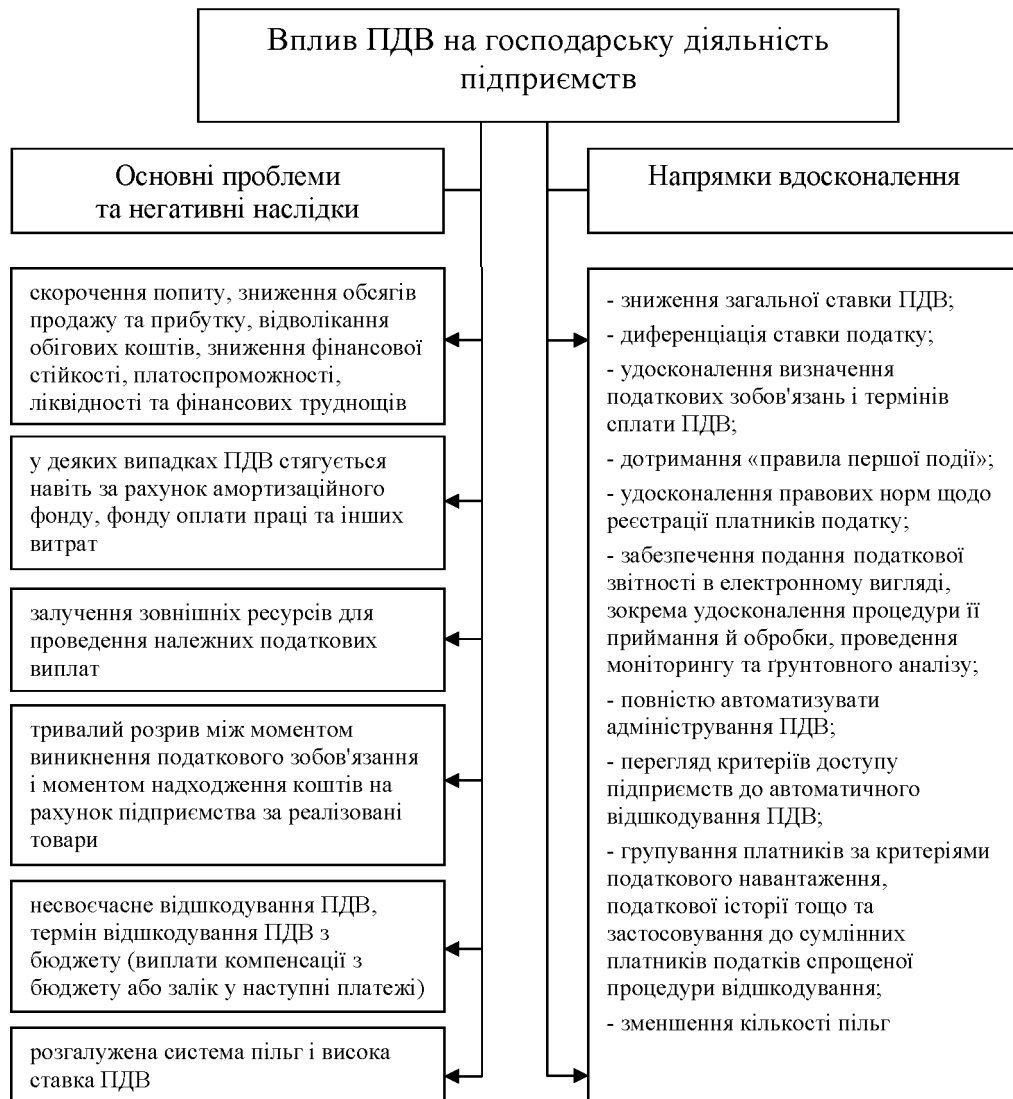 Вплив ПДВ на господарську діяльність
підприємств
Основні проблеми
та негативні наслідки
скорочення попиту, зниження обсягів
продажу та прибутку, відволікання
обігових коштів, зниження фінансової
стійкості, платоспроможності,
ліквідності та фінансових труднощів
у деяких випадках ПДВ стягується
навіть за рахунок амортизаційного
фонду, фонду оплати праці та інших
витрат
залучення зовнішніх ресурсів для
проведення належних податкових
виплат
тривалий розрив між моментом
виникнення податкового зобов'язання
і моментом надходження коштів на
рахунок підприємства за реалізовані
товари
несвоєчасне відшкодування ПДВ,
термін відшкодування ПДВ з
бюджету (виплати компенсації з
бюджету або залік у наступні платежі)
розгалужена система пільг і висока
ставка ПДВ
Напрямки вдосконалення
- зниження загальної ставки ПДВ;
- диференціація ставки податку;
- удосконалення визначення
податкових зобов'язань і термінів
сплати ПДВ;
- дотримання «правила першої події»;
- удосконалення правових норм щодо
реєстрації платників податку;
- забезпечення подання податкової
звітності в електронному вигляді,
зокрема удосконалення процедури її
приймання й обробки, проведення
моніторингу та ґрунтовного аналізу;
- повністю автоматизувати
адміністрування ПДВ;
- перегляд критеріїв доступу
підприємств до автоматичного
відшкодування ПДВ;
- групування платників за критеріями
податкового навантаження,
податкової історії тощо та
застосовування до сумлінних
платників податків спрощеної
процедури відшкодування;
- зменшення кількості пільг